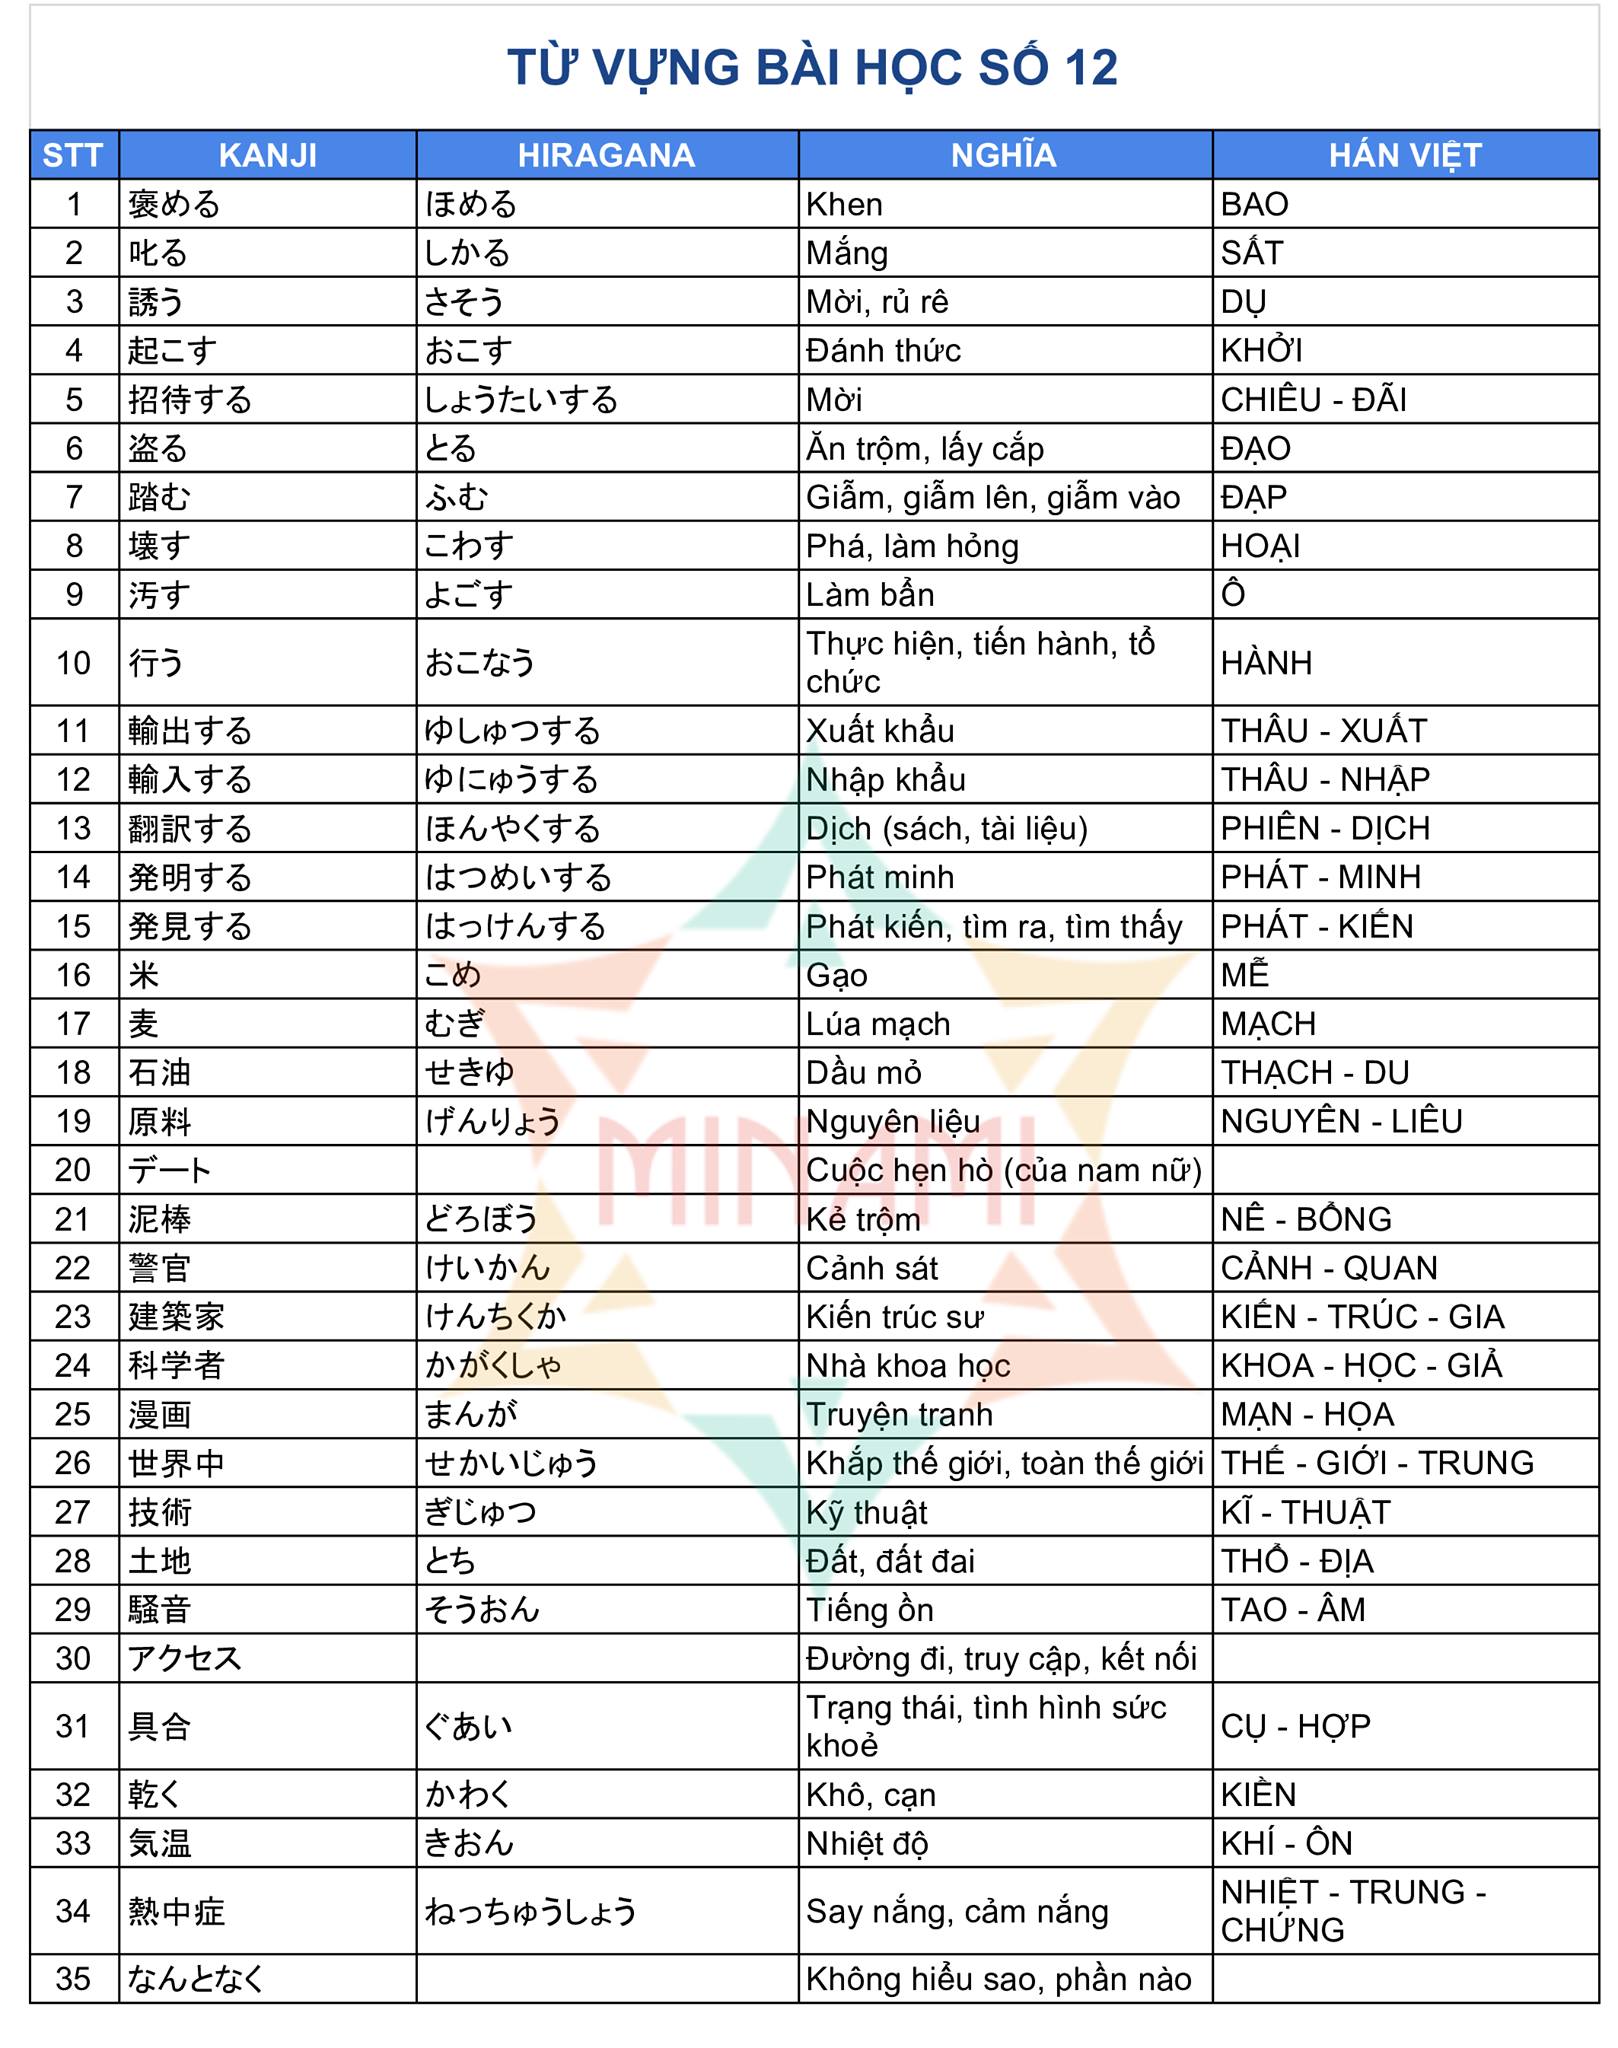 TỪ VỰNG BÀI HỌC SỐ 12
STT KANJI HIRAGANA NGHĨA HÁN VIỆT
1 褒める ほめる Khen BAO
2 叱る しかる Mắng SẤT
3 誘う さそう Mời, rủ rê DỤ
4 起こす おこす Đánh thức KHỞI
5 招待する しょうたいする Mời CHIÊU - ĐÃI
6 盗る とる Ăn trộm, lấy cắp ĐẠO
7 踏む ふむ Giẫm, giẫm lên, giẫm vào ĐẠP
8 壊す こわす Phá, làm hỏng HOẠI
9 汚す よごす Làm bẩn Ô
10 行う おこなう Thực hiện, tiến hành, tổ
chức HÀNH
11 輸出する ゆしゅつする Xuất khẩu THÂU - XUẤT
12 輸入する ゆにゅうする Nhập khẩu THÂU - NHẬP
13 翻訳する ほんやくする Dịch (sách, tài liệu) PHIÊN - DỊCH
14 発明する はつめいする Phát minh PHÁT - MINH
15 発見する はっけんする Phát kiến, tìm ra, tìm thấy PHÁT - KIẾN
16 米 こめ Gạo MỄ
17 麦 むぎ Lúa mạch MẠCH
18 石油 せきゆ Dầu mỏ THẠCH - DU
19 原料 げんりょう Nguyên liệu NGUYÊN - LIÊU
20 デート Cuộc hẹn hò (của nam nữ)
21 泥棒 どろぼう Kẻ trộm NÊ - BỔNG
22 警官 けいかん Cảnh sát CẢNH - QUAN
23 建築家 けんちくか Kiến trúc sư KIẾN - TRÚC - GIA
24 科学者 かがくしゃ Nhà khoa học KHOA - HỌC - GIẢ
25 漫画 まんが Truyện tranh MẠN - HỌA
26 世界中 せかいじゅう Khắp thế giới, toàn thế giới THẾ - GIỚI - TRUNG
27 技術 ぎじゅつ Kỹ thuật KĨ - THUẬT
28 土地 とち Đất, đất đai THỔ - ĐỊA
29 騒音 そうおん Tiếng ồn TAO - ÂM
30 アクセス Đường đi, truy cập, kết nối
31 具合 ぐあい Trạng thái, tình hình sức
khoẻ CỤ - HỢP
32 乾く かわく Khô, cạn KIỀN
33 気温 きおん Nhiệt độ KHÍ - ÔN
34 熱中症 ねっちゅうしょう Say nắng, cảm nắng NHIỆT - TRUNG -
CHỨNG
35 なんとなく Không hiểu sao, phần nào
MINAMI